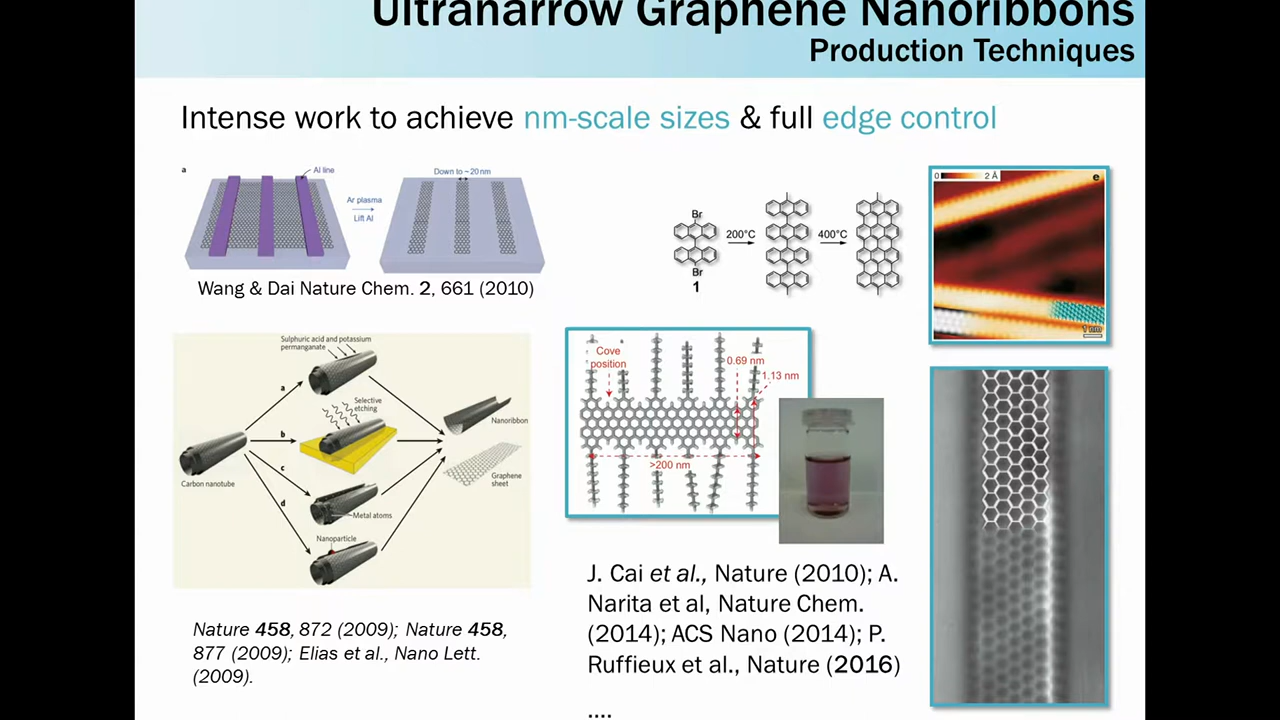 Ultranarrow Graphene Nanoribbons
Production Techniques
Intense work to achieve nm-scale sizes & full edge control
a
Al line
Ar plasma
Lift Al
Down to ~ 20 nm
Wang & Dai Nature Chem. 2, 661 (2010)
Br
200°C
400°C
Br
1
0
2 Å
e
1 nm
Sulphuric acid and potassium
permanganate
a
Selective
etching
b
c
d
Carbon nanotube
Metal atoms
Nanoparticle
Nanoribbon
Graphene
sheet
Cove
position
0.69 nm
1.13 nm
>200 nm
Nature 458, 872 (2009); Nature 458,
877 (2009); Elias et al., Nano Lett.
(2009).
J. Cai et al., Nature (2010); A.
Narita et al, Nature Chem.
(2014); ACS Nano (2014); P.
Ruffieux et al., Nature (2016)
....